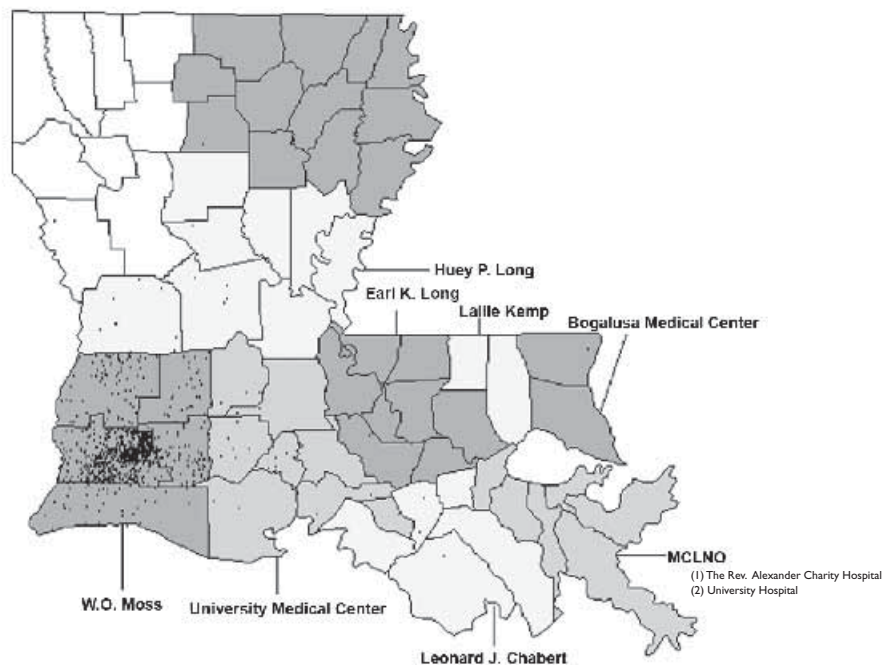 Huey P. Long
Earl K. Long
Lallie Kemp
Bogalusa Medical Center
MCLNO
(1) The Rev. Alexander Charity Hospital
(2) University Hospital
W.O. Moss
University Medical Center
Leonard J. Chabert